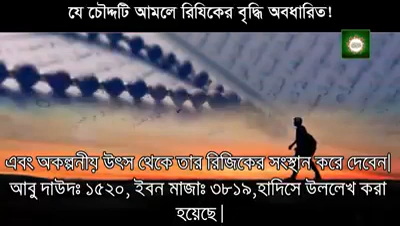 যে চৌদ্দটি আমলে রিযিকের বৃদ্ধি অবধারিত!
এবং অকল্পনীয় উৎস থেকে তার রিজিকের সংস্থান করে দেবেন|
আবু দাউদঃ ১৫২০, ইবন মাজাঃ ৩৮১৯,হাদিসে উললেখ করা
হয়েছে|